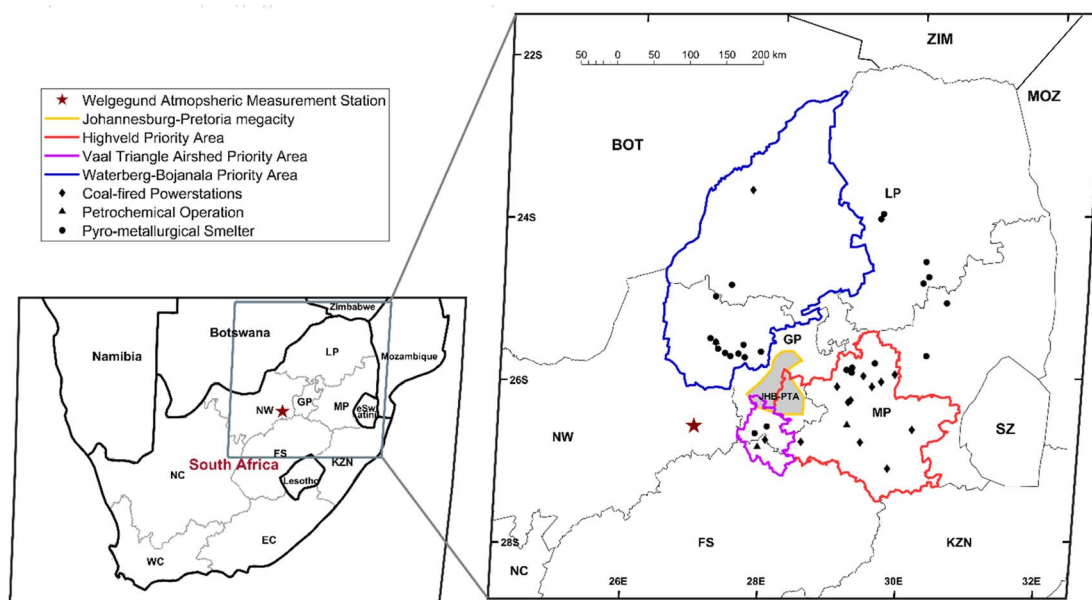 Welgegund Atmopsheric Measurement Station
Johannesburg-Pretoria megacity
Highveld Priority Area
Vaal Triangle Airshed Priority Area
Waterberg-Bojanala Priority Area
Coal-fired Powerstations
Petrochemical Operation
Pyro-metallurgical Smelter
Namibia
Botswana
Zimbabwe
Mozambique
LP
NW
GP
MP
eSw
atini
FS
KZN
NC
South Africa
Lesotho
EC
WC
50 0 50 100 150 200 km
22S
24S
26S
28S
26E
28E
30E
32E
ZIM
MOZ
BOT
LP
GP
JHB-PTA
MP
NW
SZ
FS
KZN
NC